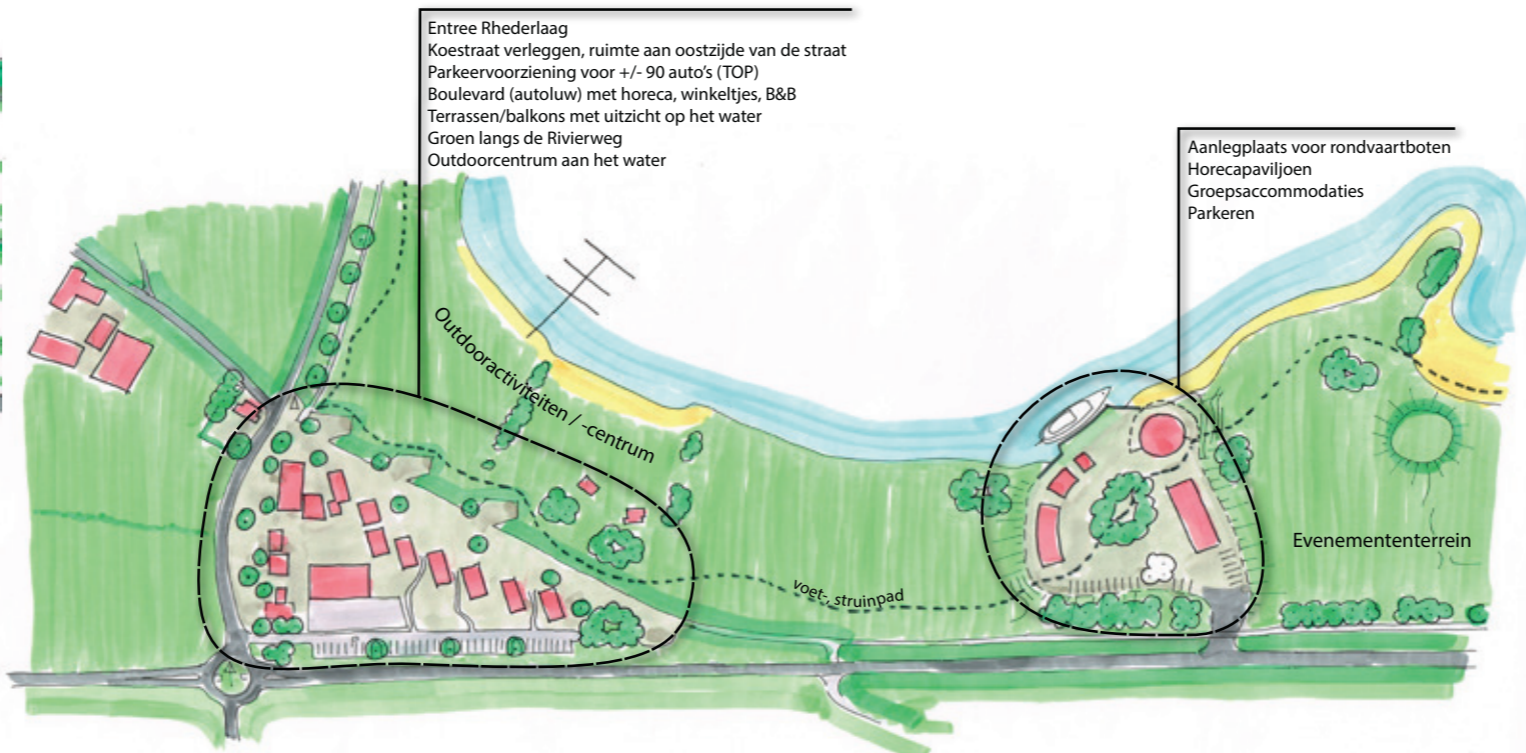 Entree Rhederlaag
Koestraat verleggen, ruimte aan oostzijde van de straat
Parkeervoorziening voor +/- 90 auto's (TOP)
Boulevard (autoluw) met horeca, winkeltjes, B&B
Terrassen/balkons met uitzicht op het water
Groen langs de Rivierweg
Outdoorcentrum aan het water
Aanlegplaats voor rondvaartboten
Horecapaviljoen
Groepsaccommodaties
Parkeren
Outdooractiviteiten / -centrum
Evenemententerrein
voet-, struinpad